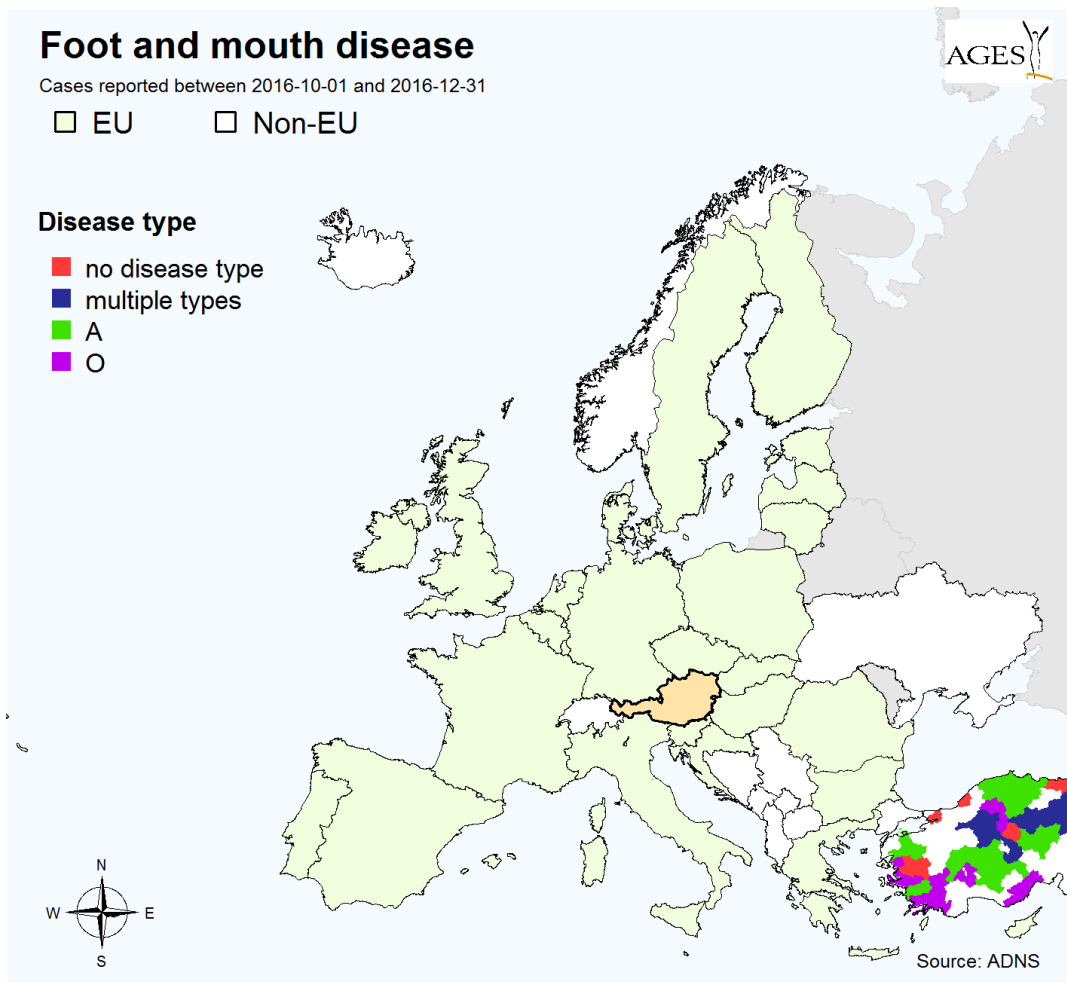 Foot and mouth disease
AGES
Cases reported between 2016-10-01 and 2016-12-31
EU Non-EU
Disease type
no disease type
multiple types
A
O
N
W E
S
Source: ADNS